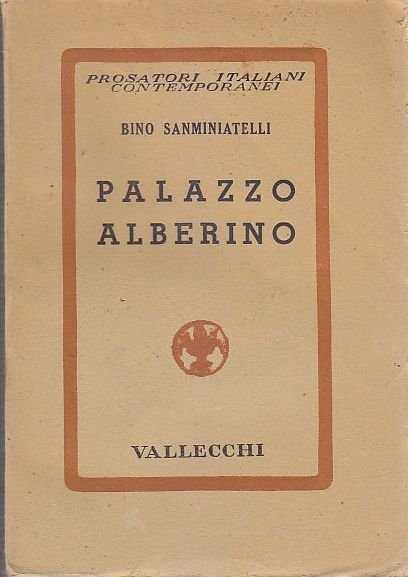 PROSATORI ITALIANI
CONTEMPORANEI
BINO SANMINIATELLI
PALAZZO
ALBERINO
VALLECCHI